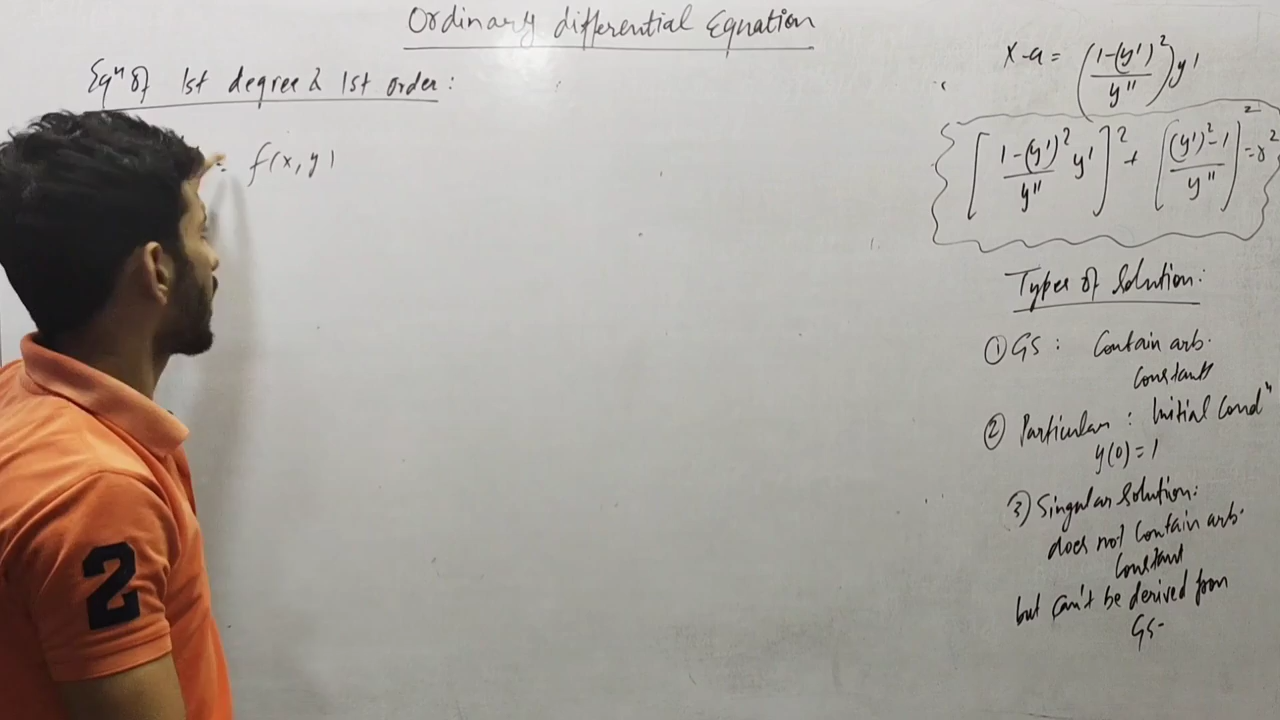 Ordinary differential Equation
Eqⁿ of 1st degree & 1st order:
= f(x, y)
x-a = (1-(y')²/y'')y'
[1-(y')²/y'' y']² + ((y')²-1/y'')² = r²
Types of Solution:
① GS : Contain arb.
Constants
② Particular : Initial Condⁿ
y(0)=1
③ Singular Solution:
does not Contain arb.
Constant
but can't be derived from
GS-
2